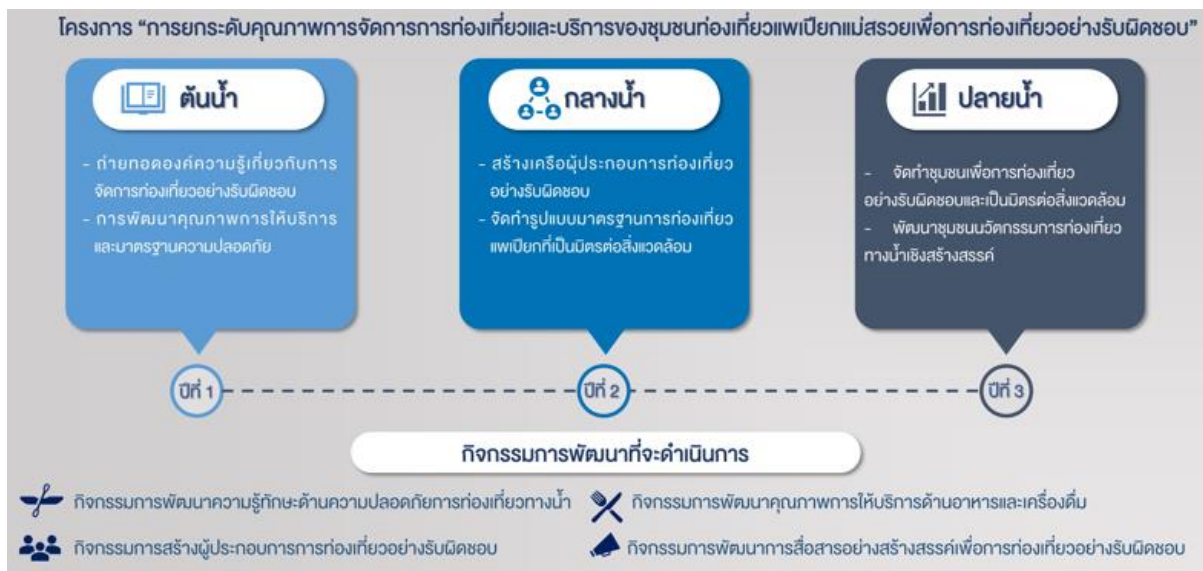 โครงการ “การยกระดับคุณภาพการจัดการการท่องเที่ยวและบริการของชุมชนท่องเที่ยวแพเปียกแม่สรวยเพื่อการท่องเที่ยวอย่างรับผิดชอบ”
ต้นน้ำ
- ถ่ายทอดองค์ความรู้เกี่ยวกับการ
จัดการท่องเที่ยวอย่างรับผิดชอบ
- การพัฒนาคุณภาพการให้บริการ
และมาตรฐานความปลอดภัย
กลางน้ำ
- สร้างเครือผู้ประกอบการท่องเที่ยว
อย่างรับผิดชอบ
- จัดทำรูปแบบมาตรฐานการท่องเที่ยว
แพเปียกที่เป็นมิตรต่อสิ่งแวดล้อม
ปลายน้ำ
- จัดทำชุมชนเพื่อการท่องเที่ยว
อย่างรับผิดชอบและเป็นมิตรต่อสิ่งแวดล้อม
- พัฒนาชุมชนนวัตกรรมการท่องเที่ยว
ทางน้ำเชิงสร้างสรรค์
ปีที่ 1
ปีที่ 2
ปีที่ 3
กิจกรรมการพัฒนาที่จะดำเนินการ
กิจกรรมการพัฒนาความรู้ทักษะด้านความปลอดภัยการท่องเที่ยวทางน้ำ
กิจกรรมการพัฒนาคุณภาพการให้บริการด้านอาหารและเครื่องดื่ม
กิจกรรมการสร้างผู้ประกอบการการท่องเที่ยวอย่างรับผิดชอบ
กิจกรรมการพัฒนาการสื่อสารอย่างสร้างสรรค์เพื่อการท่องเที่ยวอย่างรับผิดชอบ